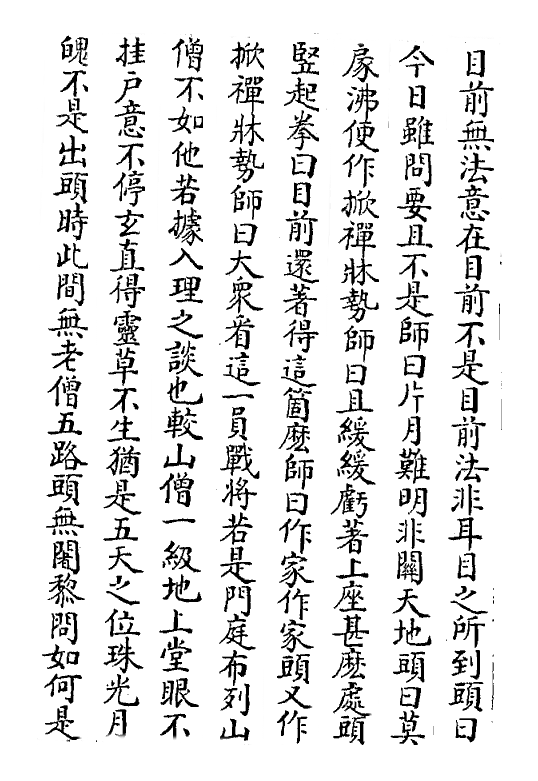 目前無法意在目前不是目前法非耳目之所到頭曰
今日雖問要且不是師曰片月難明非關天地頭曰莫
𡱰沸便作掀禪牀勢師曰且緩緩虧著上座甚麽處頭
竪起拳曰目前還著得這箇麽師曰作家作家頭又作
掀禪牀勢師曰大衆看這一員戰將若是門庭布列山
僧不如他若據入理之談也較山僧一級地上堂眼不
挂戶意不停玄直得靈草不生猶是五天之位珠光月
魄不是出頭時此間無老僧五路頭無闍黎問如何是